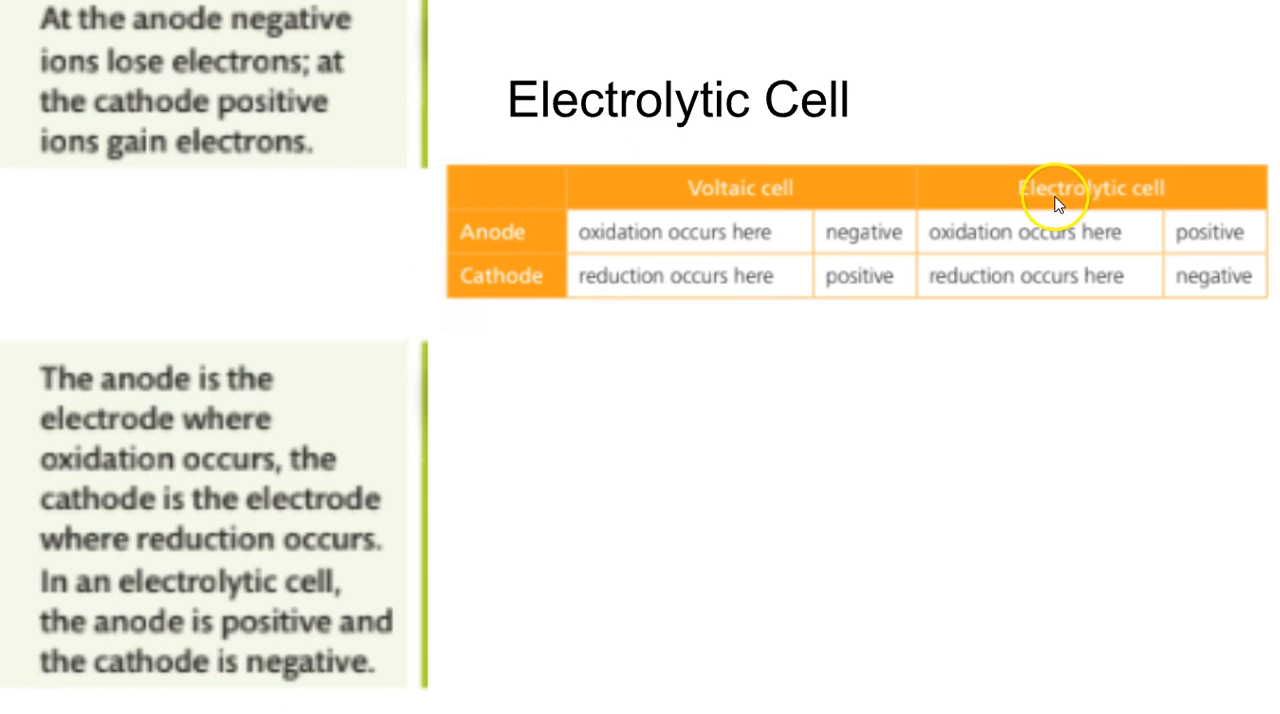 At the anode negative
ions lose electrons; at
the cathode positive
ions gain electrons.
Electrolytic Cell
Voltaic cell Electrolytic cell
Anode oxidation occurs here negative oxidation occurs here positive
Cathode reduction occurs here positive reduction occurs here negative
The anode is the
electrode where
oxidation occurs, the
cathode is the electrode
where reduction occurs.
In an electrolytic cell,
the anode is positive and
the cathode is negative.